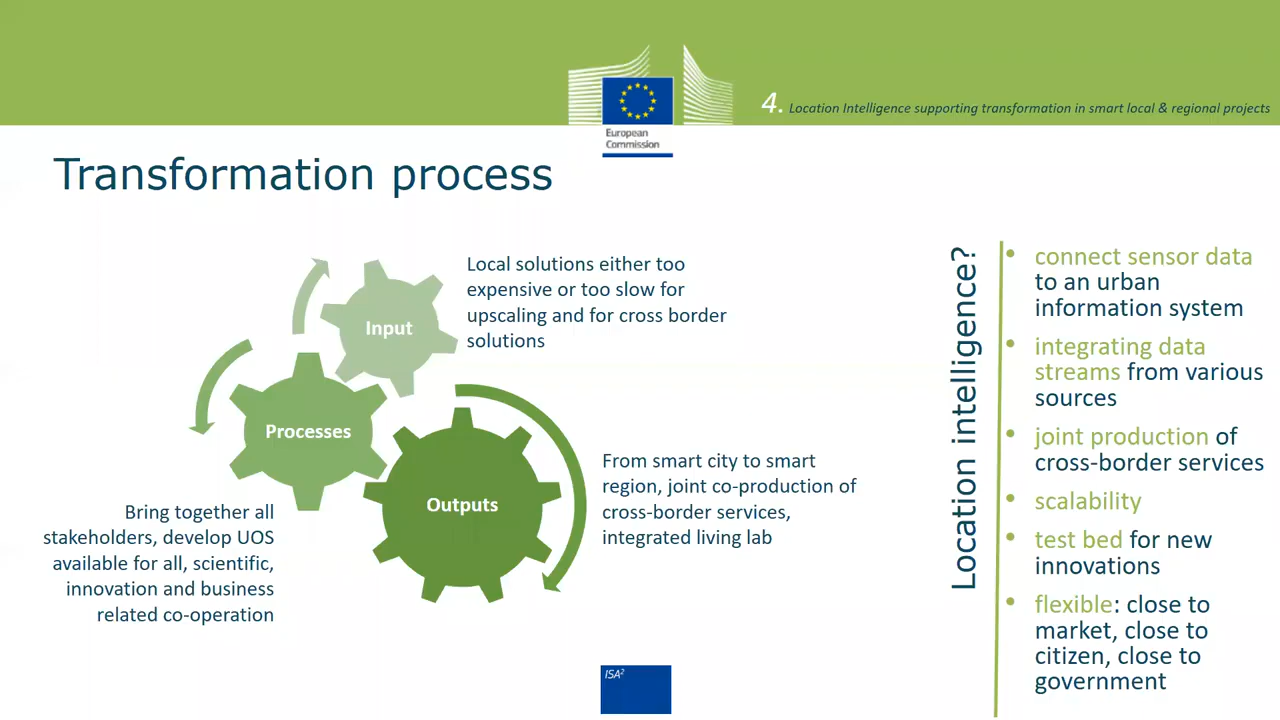 4. Location Intelligence supporting transformation in smart local & regional projects
European
Commission
Transformation process
Input
Local solutions either too
expensive or too slow for
upscaling and for cross border
solutions
Processes
Bring together all
stakeholders, develop UOS
available for all, scientific,
innovation and business
related co-operation
Outputs
From smart city to smart
region, joint co-production of
cross-border services,
integrated living lab
Location intelligence?
• connect sensor data
to an urban
information system
• integrating data
streams from various
sources
• joint production of
cross-border services
• scalability
• test bed for new
innovations
• flexible: close to
market, close to
citizen, close to
government
ISA²